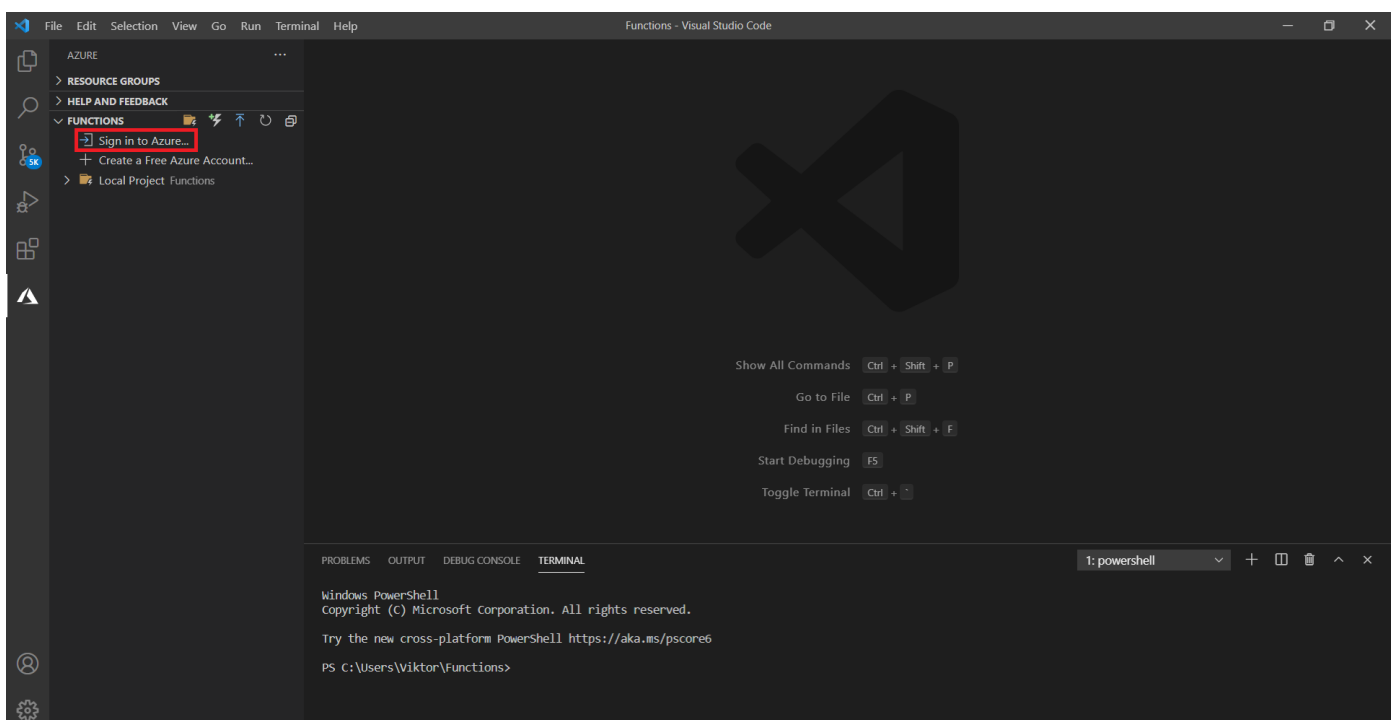 File Edit Selection View Go Run Terminal Help
Functions - Visual Studio Code
AZURE
RESOURCE GROUPS
HELP AND FEEDBACK
FUNCTIONS
Sign in to Azure...
Create a Free Azure Account...
Local Project Functions
5K
Show All Commands Ctrl + Shift + P
Go to File Ctrl + P
Find in Files Ctrl + Shift + F
Start Debugging F5
Toggle Terminal Ctrl + `
PROBLEMS OUTPUT DEBUG CONSOLE TERMINAL
1: powershell
Windows PowerShell
Copyright (C) Microsoft Corporation. All rights reserved.
Try the new cross-platform PowerShell https://aka.ms/pscore6
PS C:\Users\Viktor\Functions>